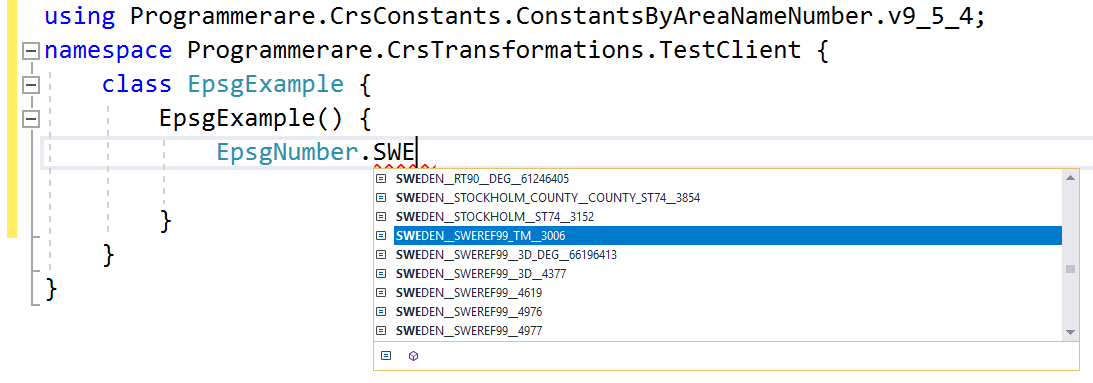 using Programmerare.CrsConstants.ConstantsByAreaNameNumber.v9_5_4;
namespace Programmerare.CrsTransformations.TestClient {
class EpsgExample {
EpsgExample() {
EpsgNumber.SWE
SWEDEN__RT90__DEG__61246405
SWEDEN__STOCKHOLM_COUNTY__COUNTY_ST74__3854
SWEDEN__STOCKHOLM__ST74__3152
SWEDEN__SWEREF99_TM__3006
SWEDEN__SWEREF99__3D_DEG__66196413
SWEDEN__SWEREF99__3D__4377
SWEDEN__SWEREF99__4619
SWEDEN__SWEREF99__4976
SWEDEN__SWEREF99__4977
}
}
}